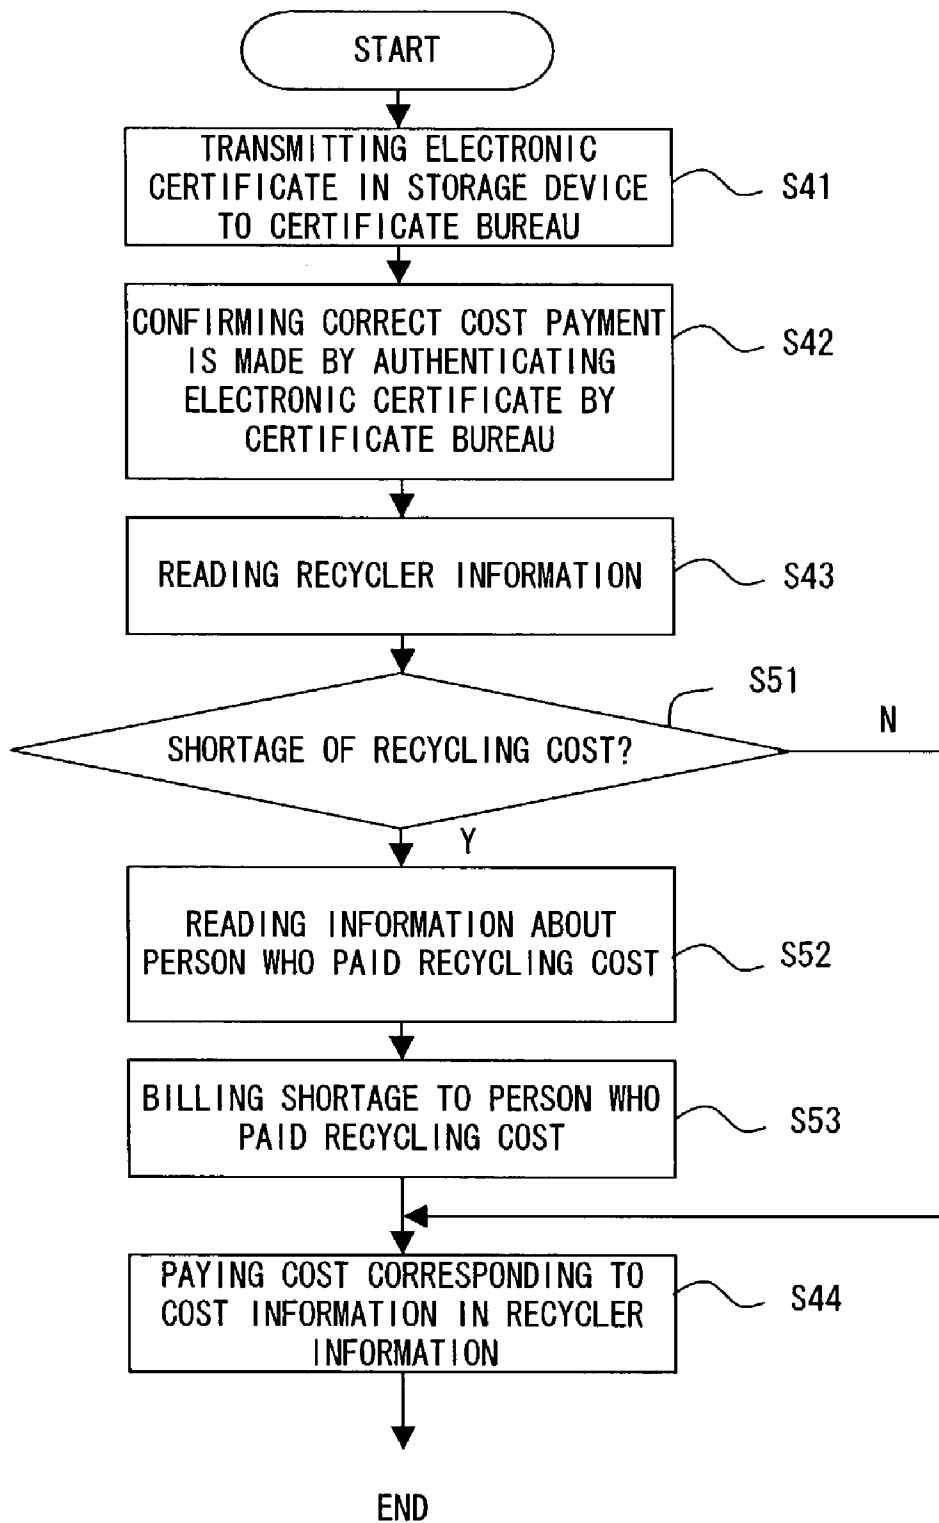 START
TRANSMITTING ELECTRONIC
CERTIFICATE IN STORAGE DEVICE
TO CERTIFICATE BUREAU
S41
CONFIRMING CORRECT COST PAYMENT
IS MADE BY AUTHENTICATING
ELECTRONIC CERTIFICATE BY
CERTIFICATE BUREAU
S42
READING RECYCLER INFORMATION
S43
SHORTAGE OF RECYCLING COST?
S51
N
Y
READING INFORMATION ABOUT
PERSON WHO PAID RECYCLING COST
S52
BILLING SHORTAGE TO PERSON WHO
PAID RECYCLING COST
S53
PAYING COST CORRESPONDING TO
COST INFORMATION IN RECYCLER
INFORMATION
S44
END